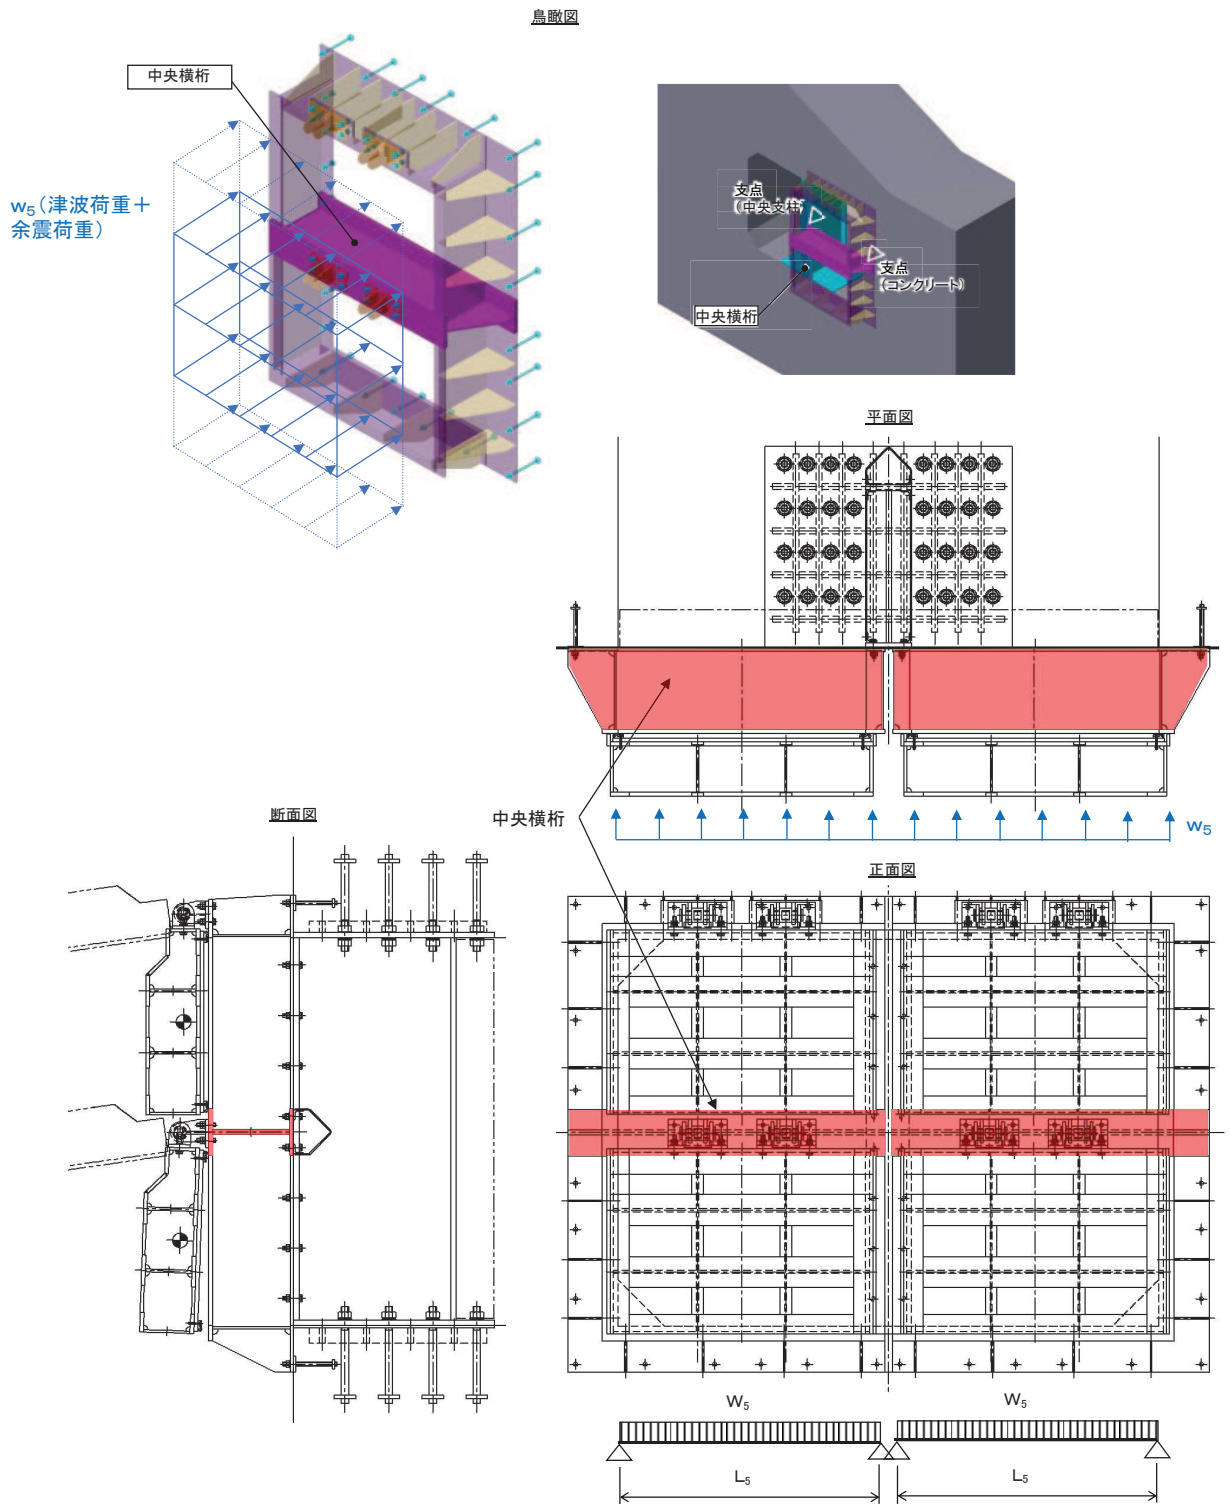 鳥瞰図
中央横桁
w₅(津波荷重+
余震荷重)
支点
(中央支柱)
支点
(コンクリート)
中央横桁
平面図
中央横桁
w₅
断面図
正面図
W₅
W₅
L₅
L₅